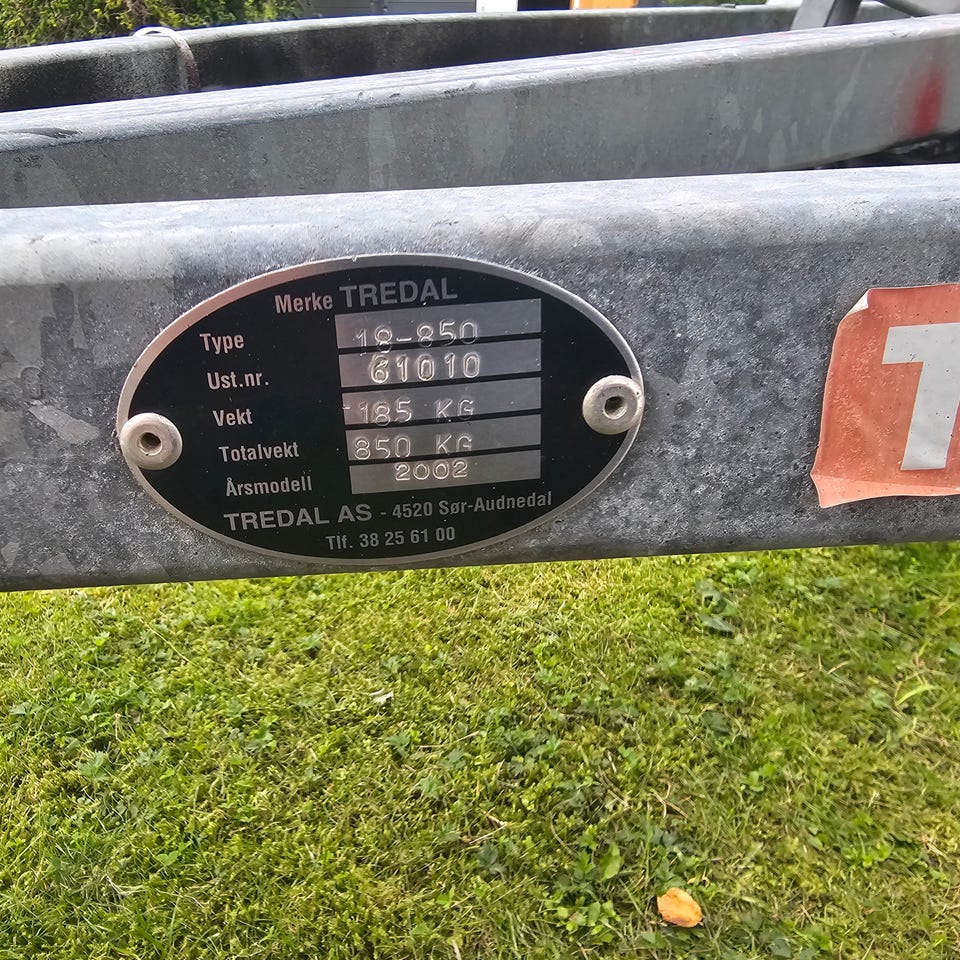 Merke TREDAL
Type 18-850
Ust.nr. 61010
Vekt 185 KG
Totalvekt 850 KG
Årsmodell 2002
TREDAL AS - 4520 Sør-Audnedal
Tlf. 38 25 61 00